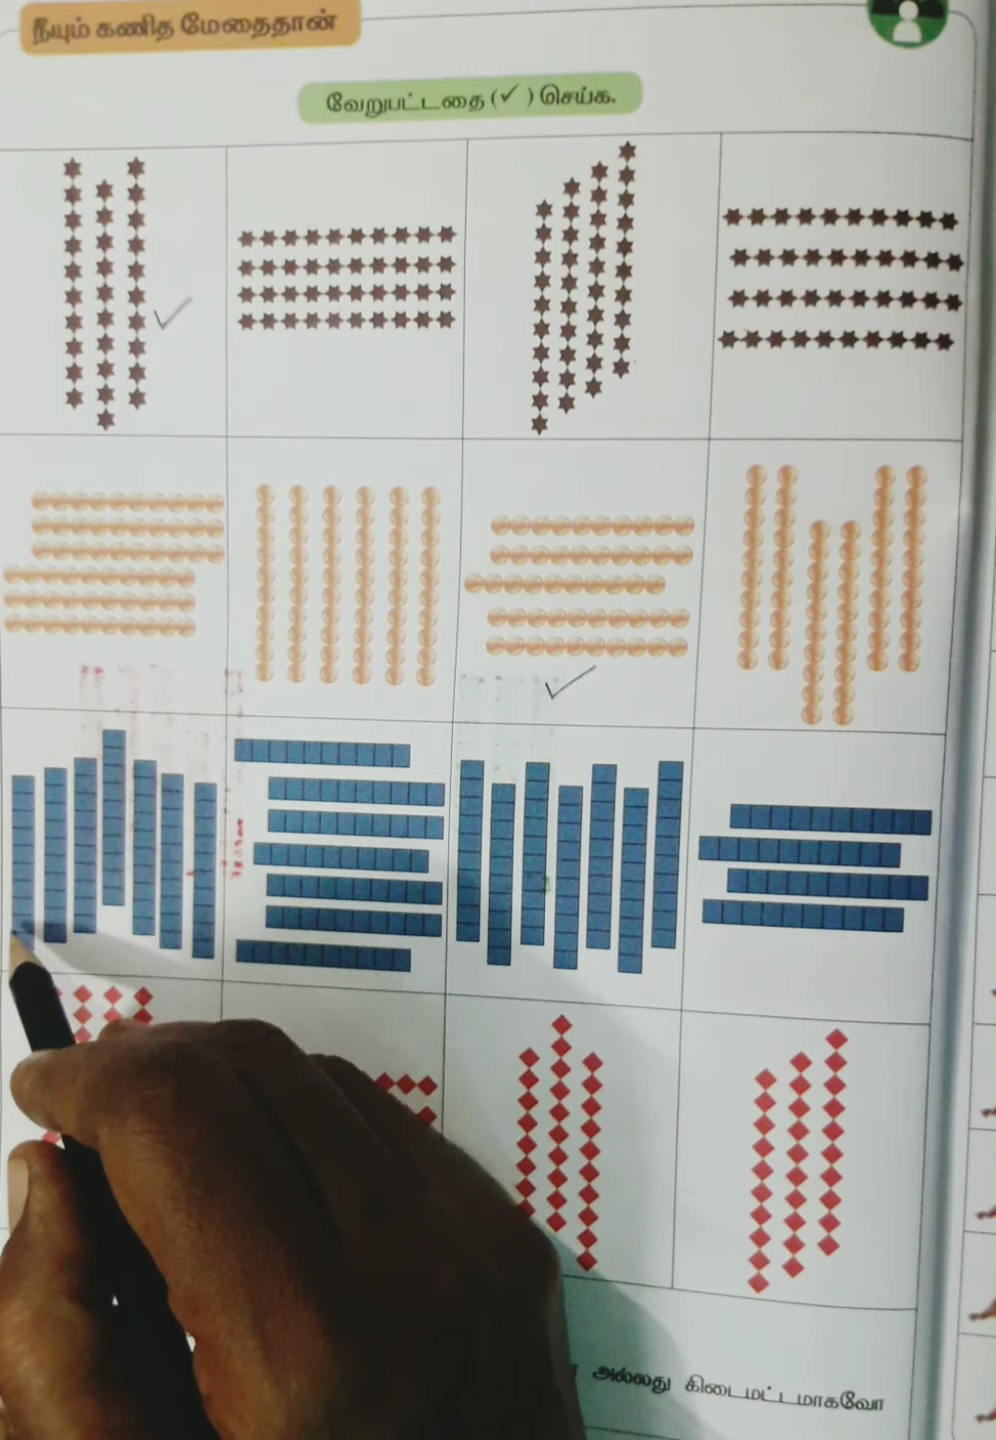 நீயும் கணித மேதைதான்
வேறுபட்டதை (✓) செய்க.
அல்லது கிடைமட்டமாகவோ